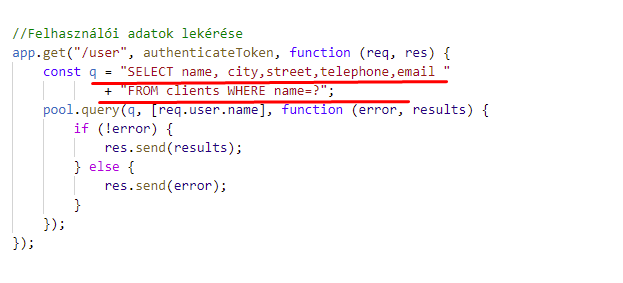 //Felhasználói adatok lekérése
app.get("/user", authenticateToken, function (req, res) {
    const q = "SELECT name, city,street,telephone,email "
            + "FROM clients WHERE name=?";
    pool.query(q, [req.user.name], function (error, results) {
        if (!error) {
            res.send(results);
        } else {
            res.send(error);
        }
    });
});